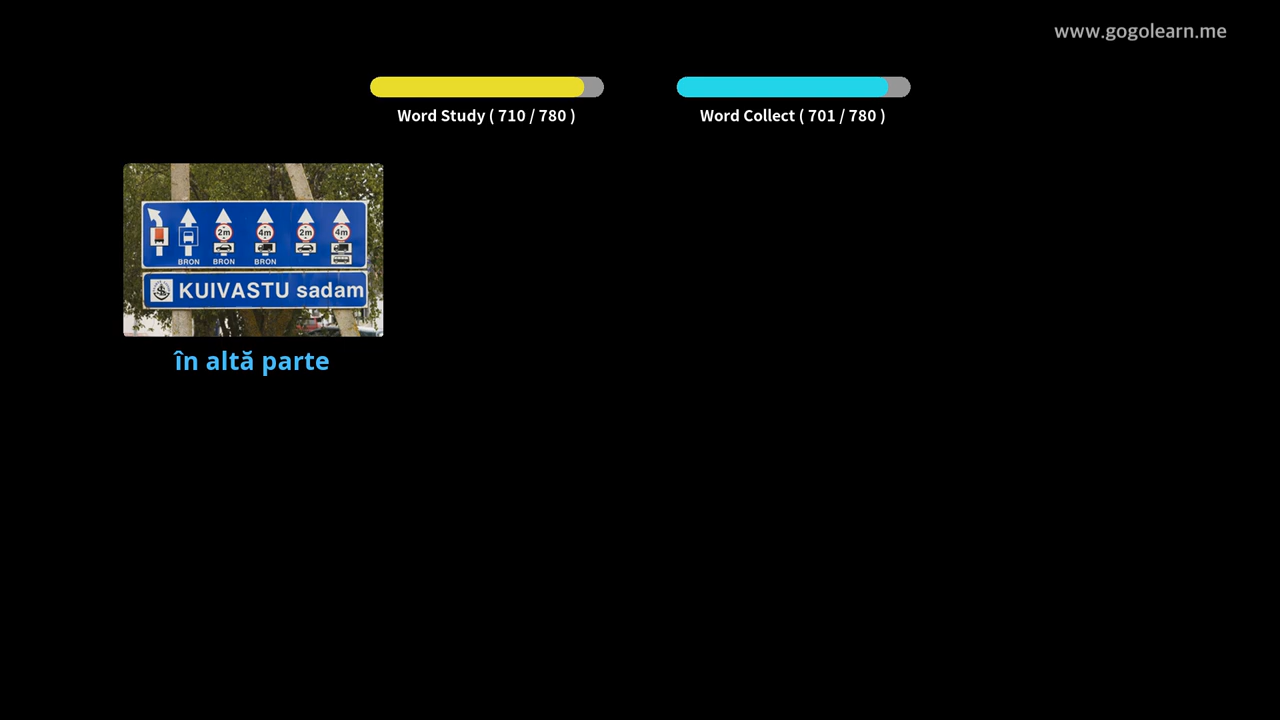 www.gogolearn.me
Word Study ( 710 / 780 )
Word Collect ( 701 / 780 )
2m
4m
2m
4m
BRON
BRON
BRON
KUIVASTU sadam
în altă parte